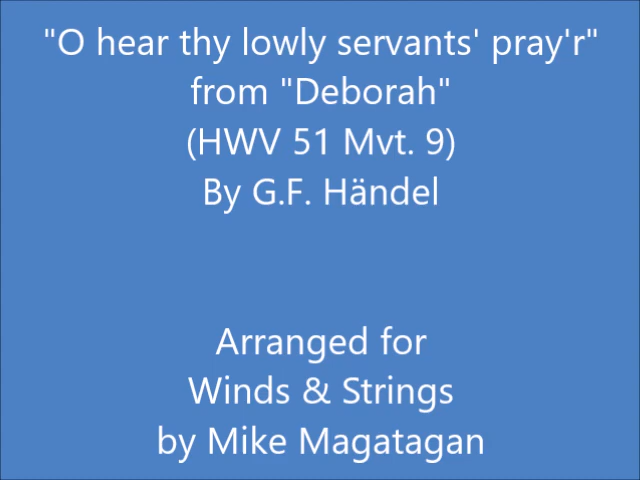 "O hear thy lowly servants' pray'r"
from "Deborah"
(HWV 51 Mvt. 9)
By G.F. Händel
Arranged for
Winds & Strings
by Mike Magatagan